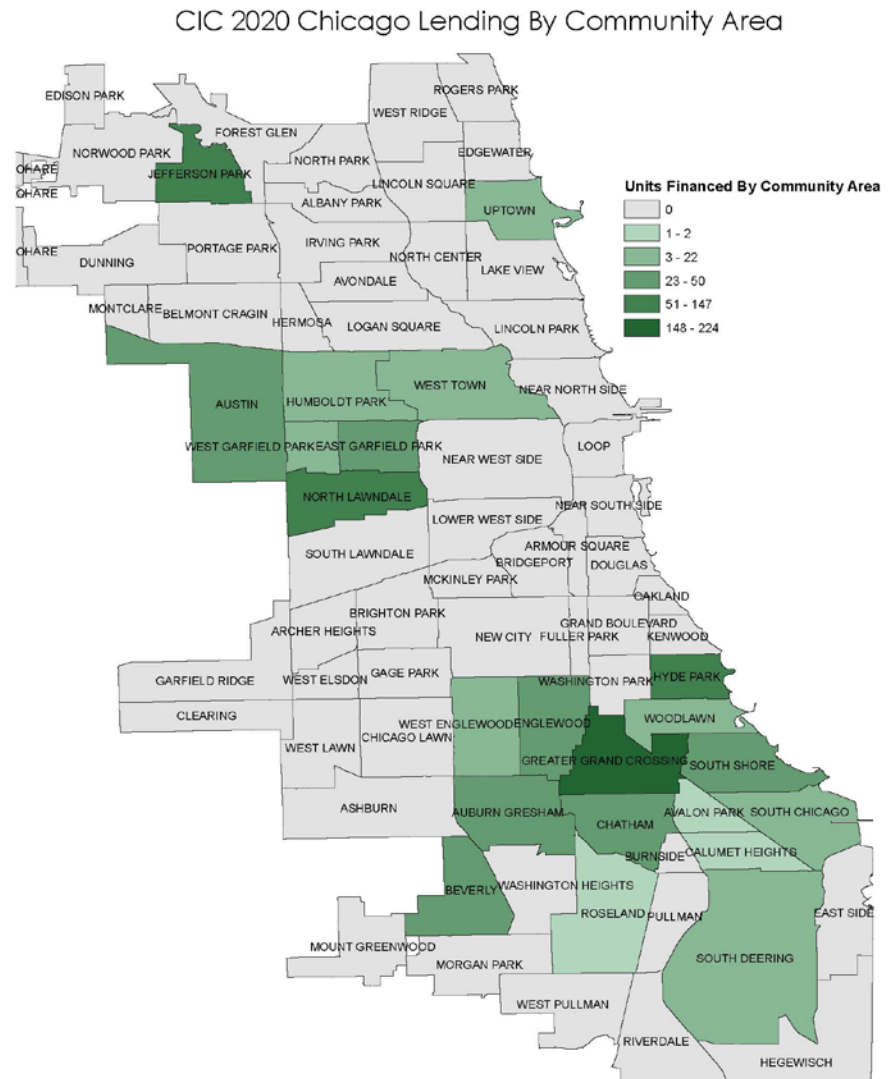 CIC 2020 Chicago Lending By Community Area
EDISON PARK
ROGERS PARK
WEST RIDGE
FOREST GLEN
NORWOOD PARK
NORTH PARK
EDGEWATER
OHARE
JEFFERSON PARK
LINCOLN SQUARE
OHARE
ALBANY PARK
UPTOWN
Units Financed By Community Area
0
1 - 2
3 - 22
23 - 50
51 - 147
148 - 224
IRVING PARK
PORTAGE PARK
OHARE
NORTH CENTER
DUNNING
LAKE VIEW
AVONDALE
MONTCLARE
BELMONT CRAGIN
HERMOSA
LOGAN SQUARE
LINCOLN PARK
WEST TOWN
NEAR NORTH SIDE
AUSTIN
HUMBOLDT PARK
WEST GARFIELD PARK
EAST GARFIELD PARK
LOOP
NEAR WEST SIDE
NORTH LAWNDALE
NEAR SOUTH SIDE
LOWER WEST SIDE
ARMOUR SQUARE
SOUTH LAWNDALE
BRIDGEPORT
DOUGLAS
MCKINLEY PARK
OAKLAND
BRIGHTON PARK
GRAND BOULEVARD
ARCHER HEIGHTS
NEW CITY
FULLER PARK
KENWOOD
GAGE PARK
HYDE PARK
GARFIELD RIDGE
WEST ELSDON
WASHINGTON PARK
CLEARING
WEST ENGLEWOOD
ENGLEWOOD
WOODLAWN
CHICAGO LAWN
WEST LAWN
GREATER GRAND CROSSING
SOUTH SHORE
ASHBURN
AUBURN GRESHAM
AVALON PARK
SOUTH CHICAGO
CHATHAM
BURNSIDE
CALUMET HEIGHTS
BEVERLY
WASHINGTON HEIGHTS
ROSELAND
PULLMAN
EAST SIDE
MOUNT GREENWOOD
MORGAN PARK
SOUTH DEERING
WEST PULLMAN
RIVERDALE
HEGEWISCH